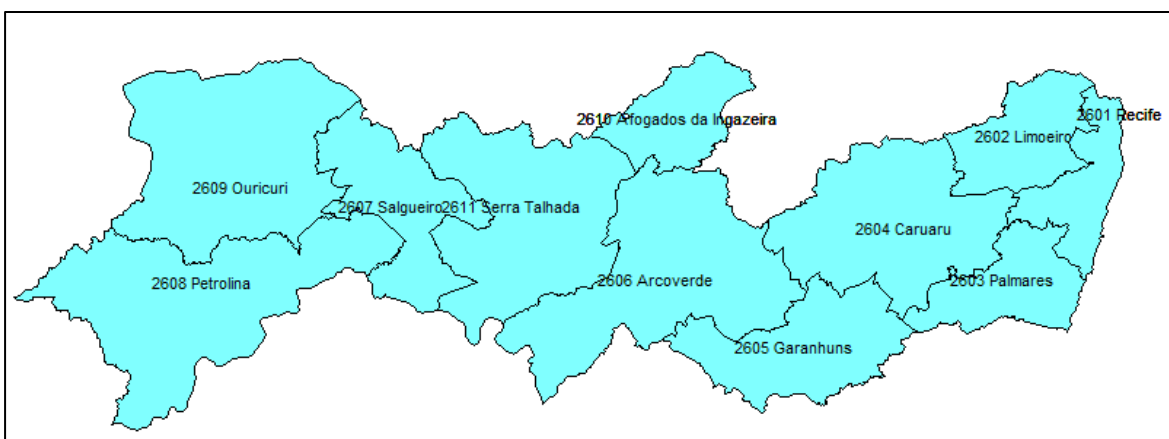 2610 Afogados da Ingazeira
2601 Recife
2602 Limoeiro
2609 Ouricuri
2607 Salgueiro
2611 Serra Talhada
2604 Caruaru
2608 Petrolina
2606 Arcoverde
2603 Palmares
2605 Garanhuns